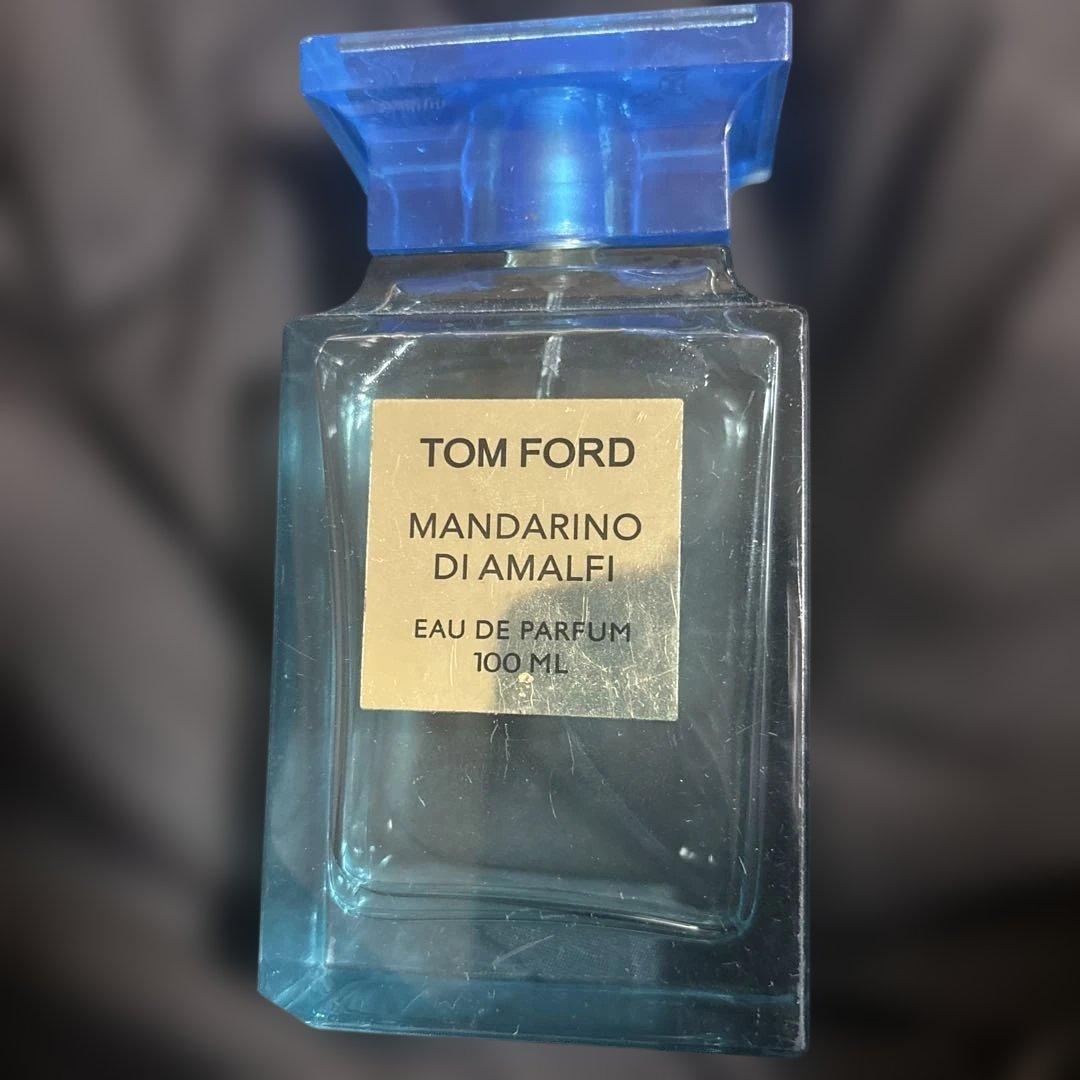 TOM FORD
MANDARINO
DI AMALFI
EAU DE PARFUM
100 ML